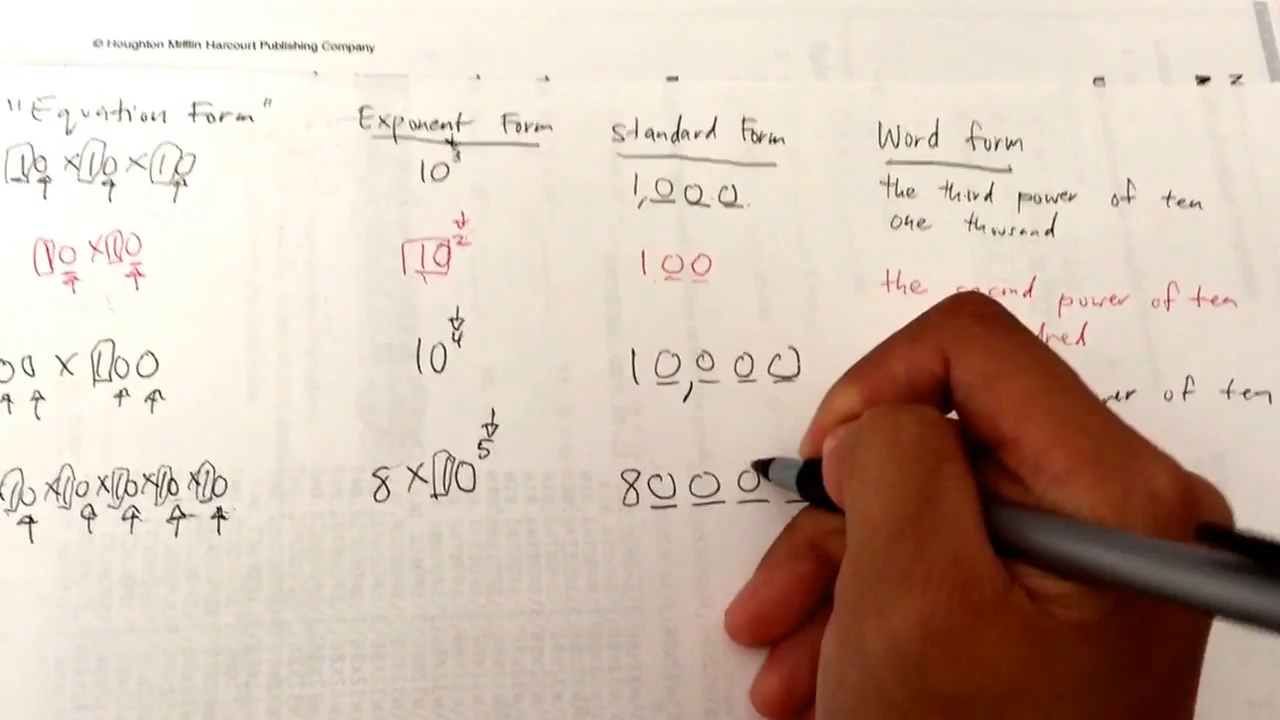 © Houghton Mifflin Harcourt Publishing Company
"Equation Form" Exponent Form Standard Form Word form
10 × 10 × 10 10³ 1,000 the third power of ten
one thousand
10 × 10 10² 100 the second power of ten
100 10⁴ 10,000
× 100 of ten
10 × 10 × 10 × 10 × 10 8 × 10⁵ 8000